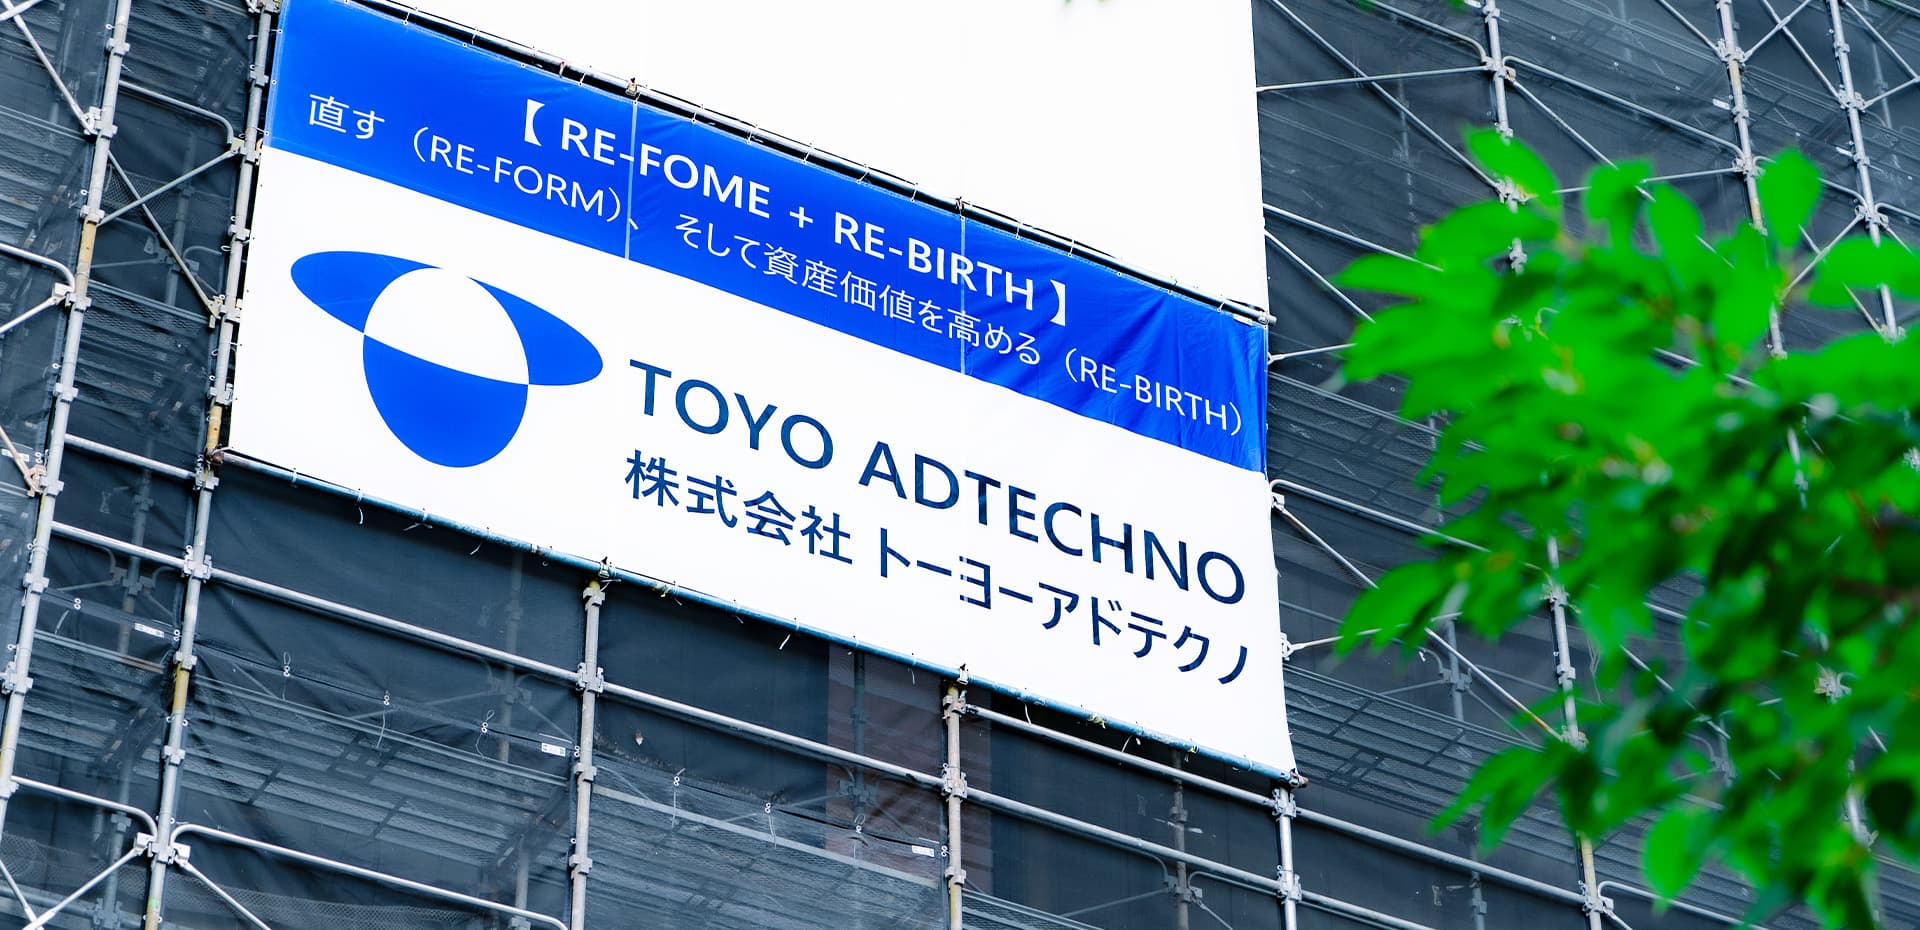 【 RE-FOME + RE-BIRTH 】
直す（RE-FORM）、そして資産価値を高める（RE-BIRTH）
TOYO ADTECHNO
株式会社 トーヨーアドテクノ